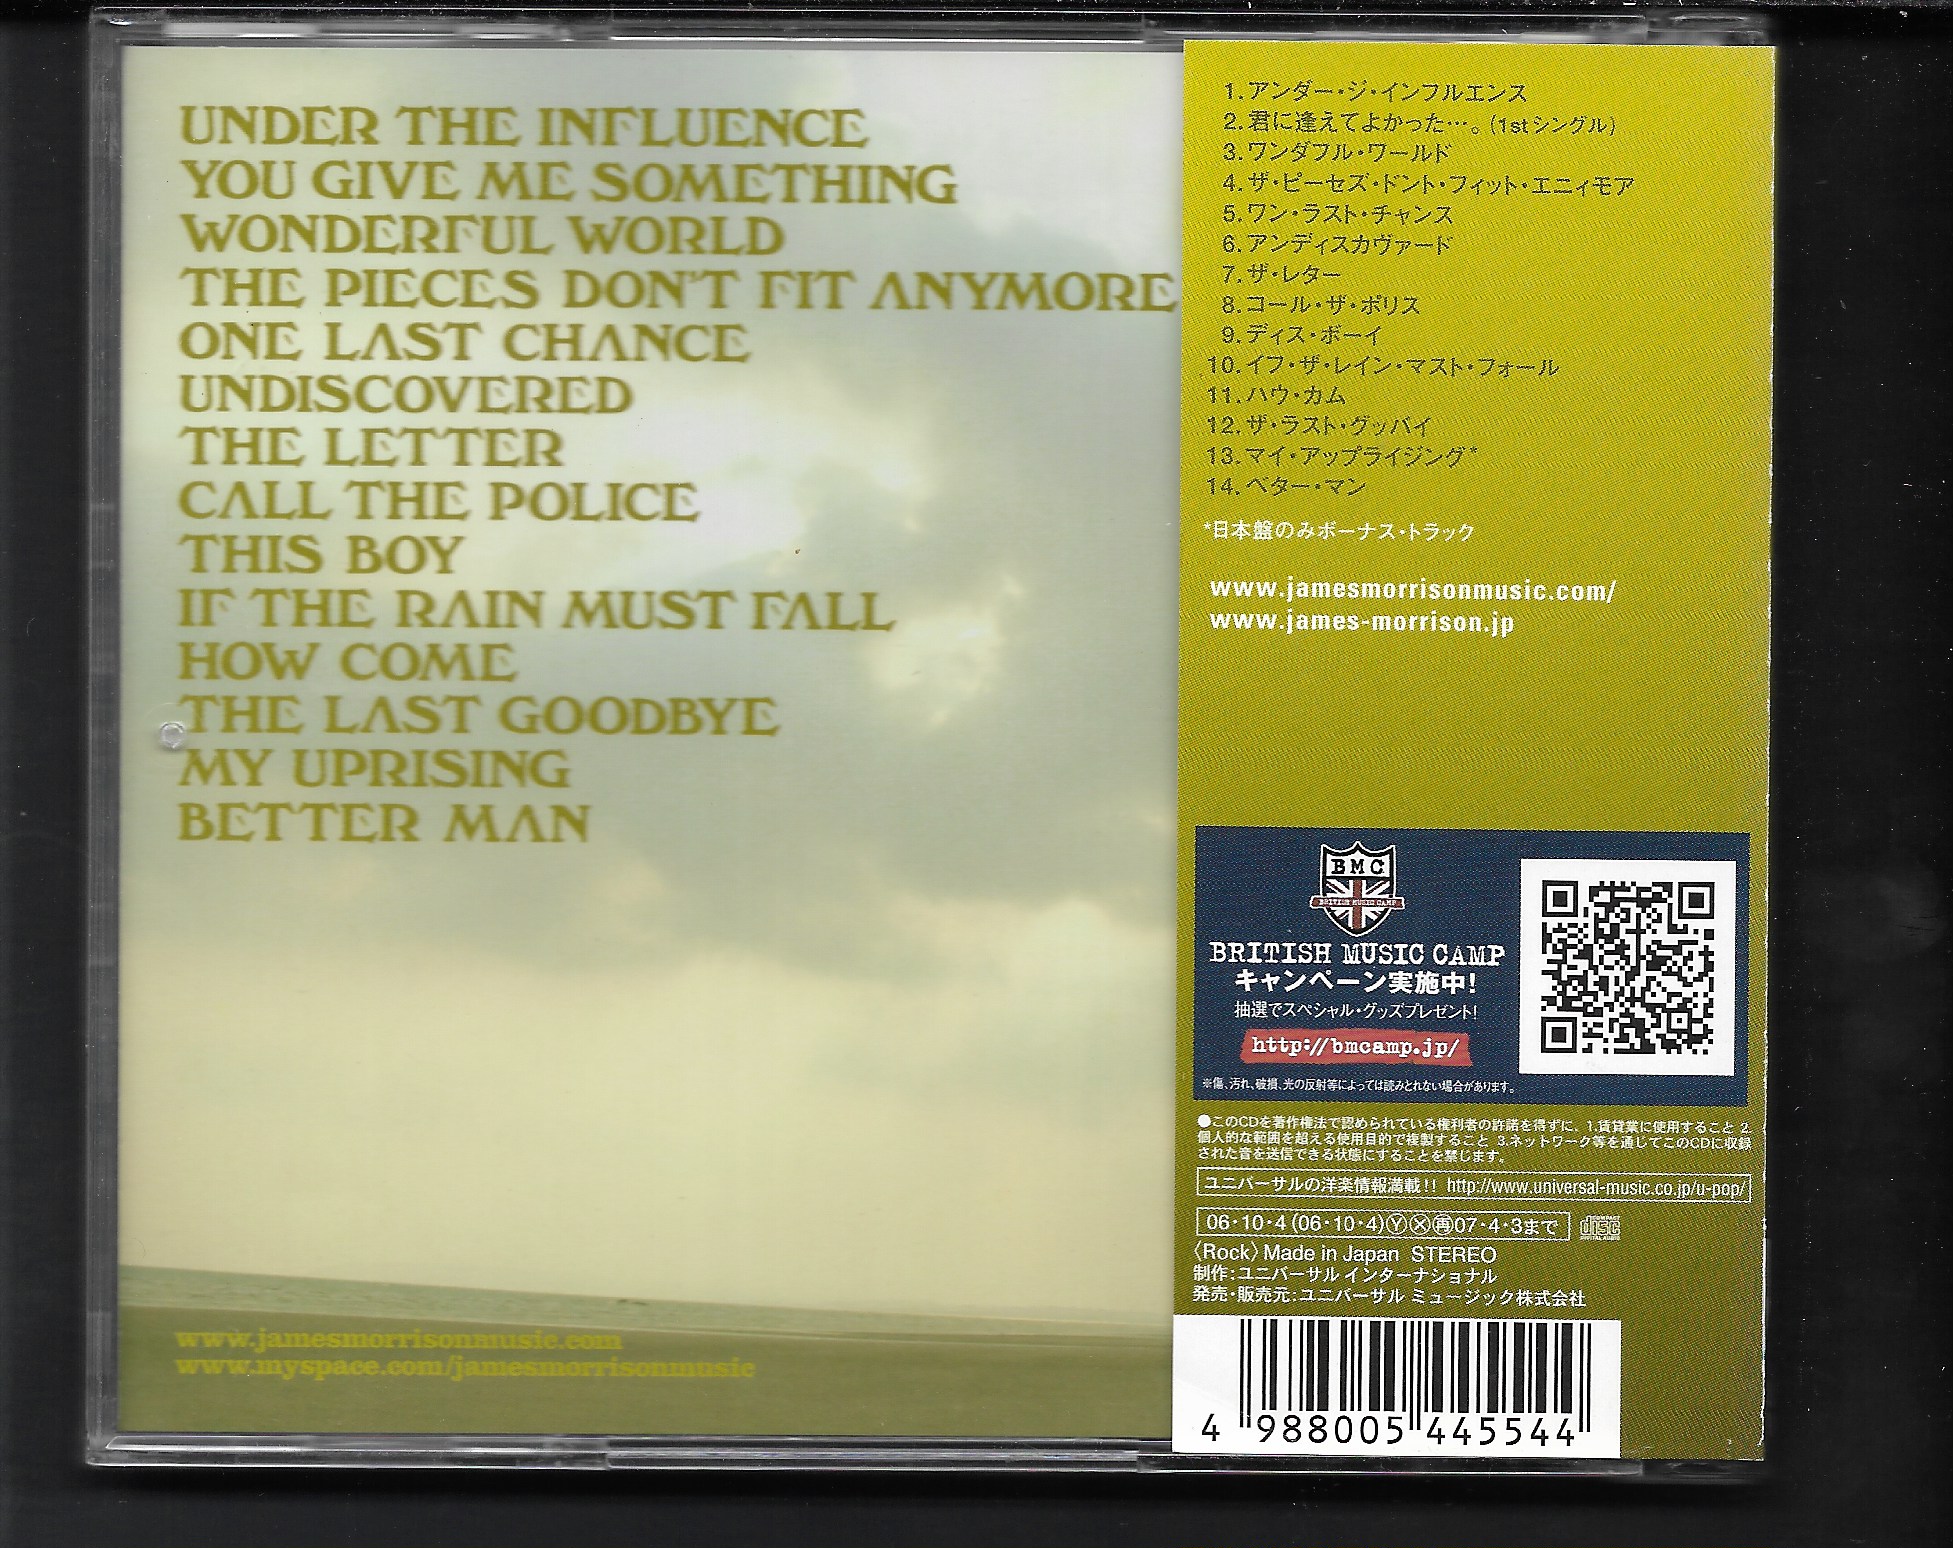 UNDER THE INFLUENCE
YOU GIVE ME SOMETHING
WONDERFUL WORLD
THE PIECES DON'T FIT ANYMORE
ONE LAST CHANCE
UNDISCOVERED
THE LETTER
CALL THE POLICE
THIS BOY
IF THE RAIN MUST FALL
HOW COME
THE LAST GOODBYE
MY UPRISING
BETTER MAN
www.jamesmorrisonmusic.com
www.myspace.com/jamesmorrisonmusic
1.アンダー・ジ・インフルエンス
2.君に逢えてよかった…。(1stシングル)
3.ワンダフル・ワールド
4.ザ・ピーセズ・ドント・フィット・エニィモア
5.ワン・ラスト・チャンス
6.アンディスカヴァード
7.ザ・レター
8.コール・ザ・ポリス
9.ディス・ボーイ
10.イフ・ザ・レイン・マスト・フォール
11.ハウ・カム
12.ザ・ラスト・グッバイ
13.マイ・アップライジング*
14.ベター・マン
*日本盤のみボーナス・トラック
www.jamesmorrisonmusic.com/
www.james-morrison.jp
BMC
BRITISH MUSIC CAMP
BRITISH MUSIC CAMP
キャンペーン実施中!
抽選でスペシャル・グッズプレゼント!
http://bmcamp.jp/
※傷、汚れ、破損、光の反射等によっては読みとれない場合があります。
●このCDを著作権法で認められている権利者の許諾を得ずに、1.賃貸業に使用すること 2.
個人的な範囲を超える使用目的で複製すること 3.ネットワーク等を通じてこのCDに収録
された音を送信できる状態にすることを禁じます。
ユニバーサルの洋楽情報満載!! http://www.universal-music.co.jp/u-pop/
06・10・4(06・10・4)Ⓨⓧ㊢07・4・3まで
COMPACT disc DIGITAL AUDIO
〈Rock〉Made in Japan STEREO
制作:ユニバーサル インターナショナル
発売・販売元:ユニバーサル ミュージック株式会社
4 988005 445544